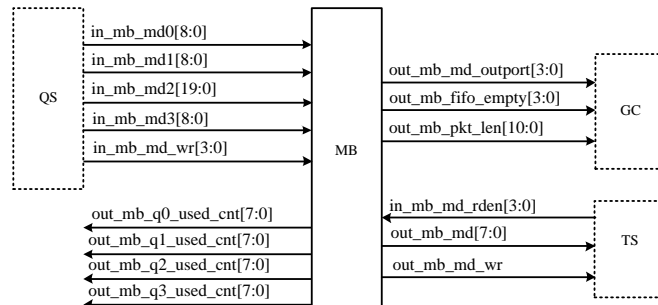 QS
in_mb_md0[8:0]
in_mb_md1[8:0]
in_mb_md2[19:0]
in_mb_md3[8:0]
in_mb_md_wr[3:0]
out_mb_q0_used_cnt[7:0]
out_mb_q1_used_cnt[7:0]
out_mb_q2_used_cnt[7:0]
out_mb_q3_used_cnt[7:0]
MB
out_mb_md_outport[3:0]
out_mb_fifo_empty[3:0]
out_mb_pkt_len[10:0]
GC
in_mb_md_rden[3:0]
out_mb_md[7:0]
out_mb_md_wr
TS